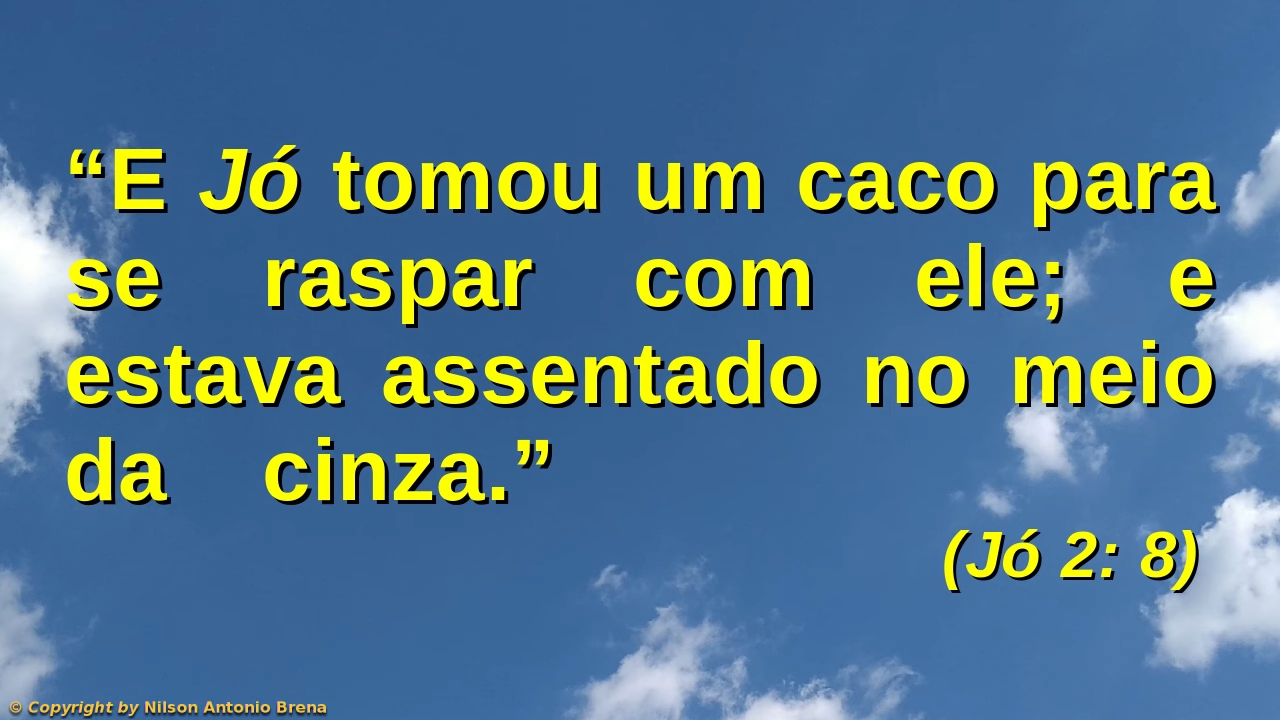 “E Jó tomou um caco para
se raspar com ele; e
estava assentado no meio
da cinza.”
(Jó 2: 8)
© Copyright by Nilson Antonio Brena